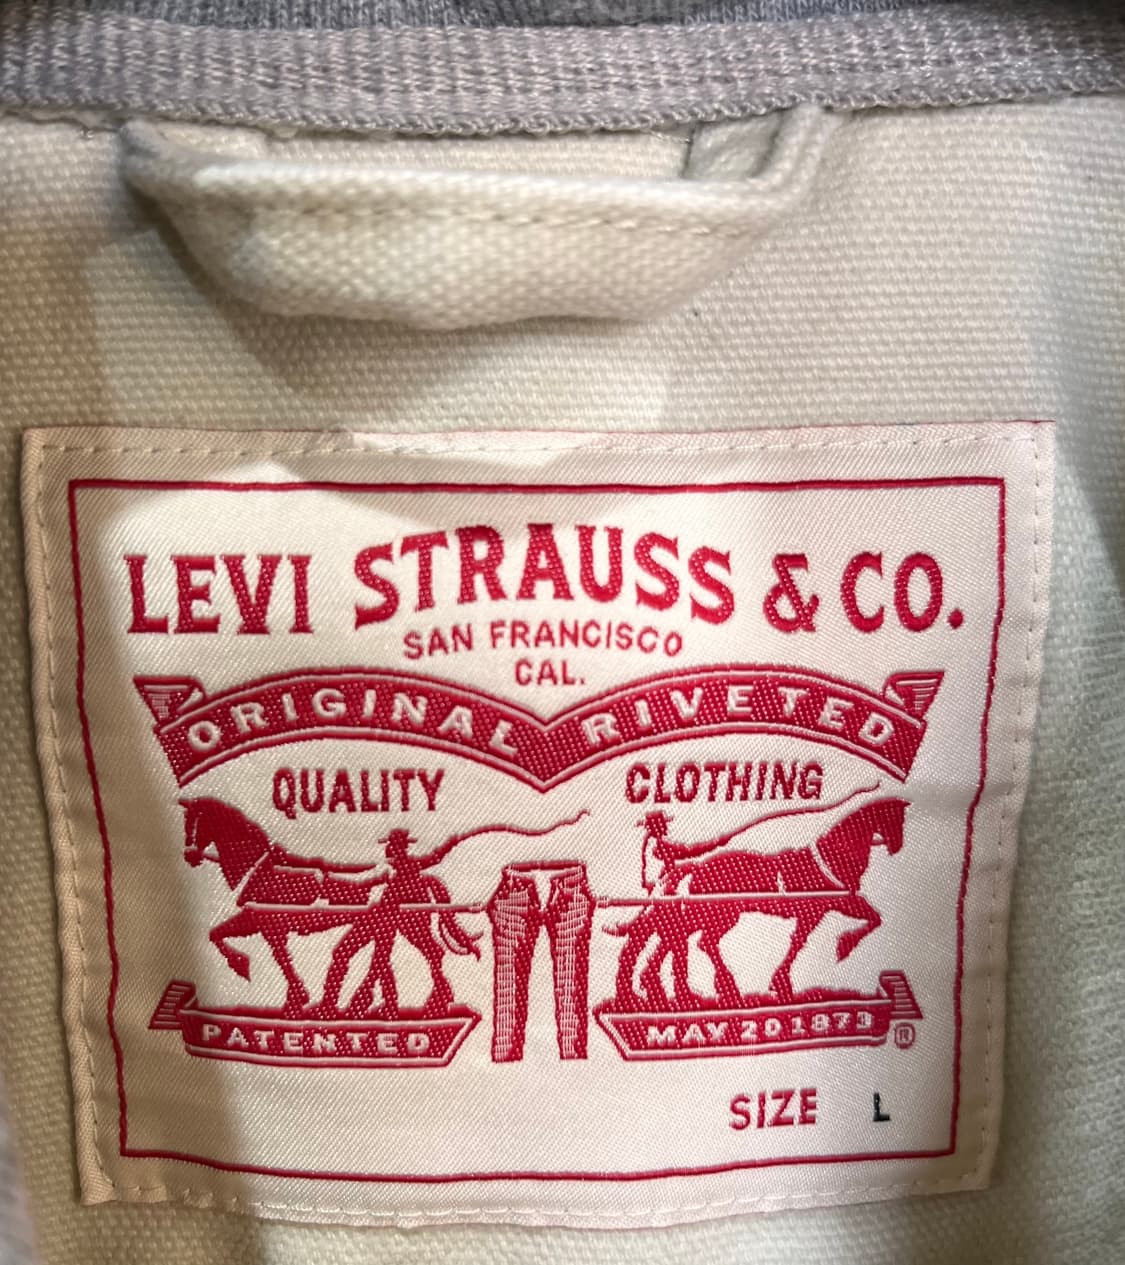 LEVI STRAUSS & CO.
SAN FRANCISCO
CAL.
ORIGINAL RIVETED
QUALITY CLOTHING
PATENTED MAY 20 1873 ®
SIZE L